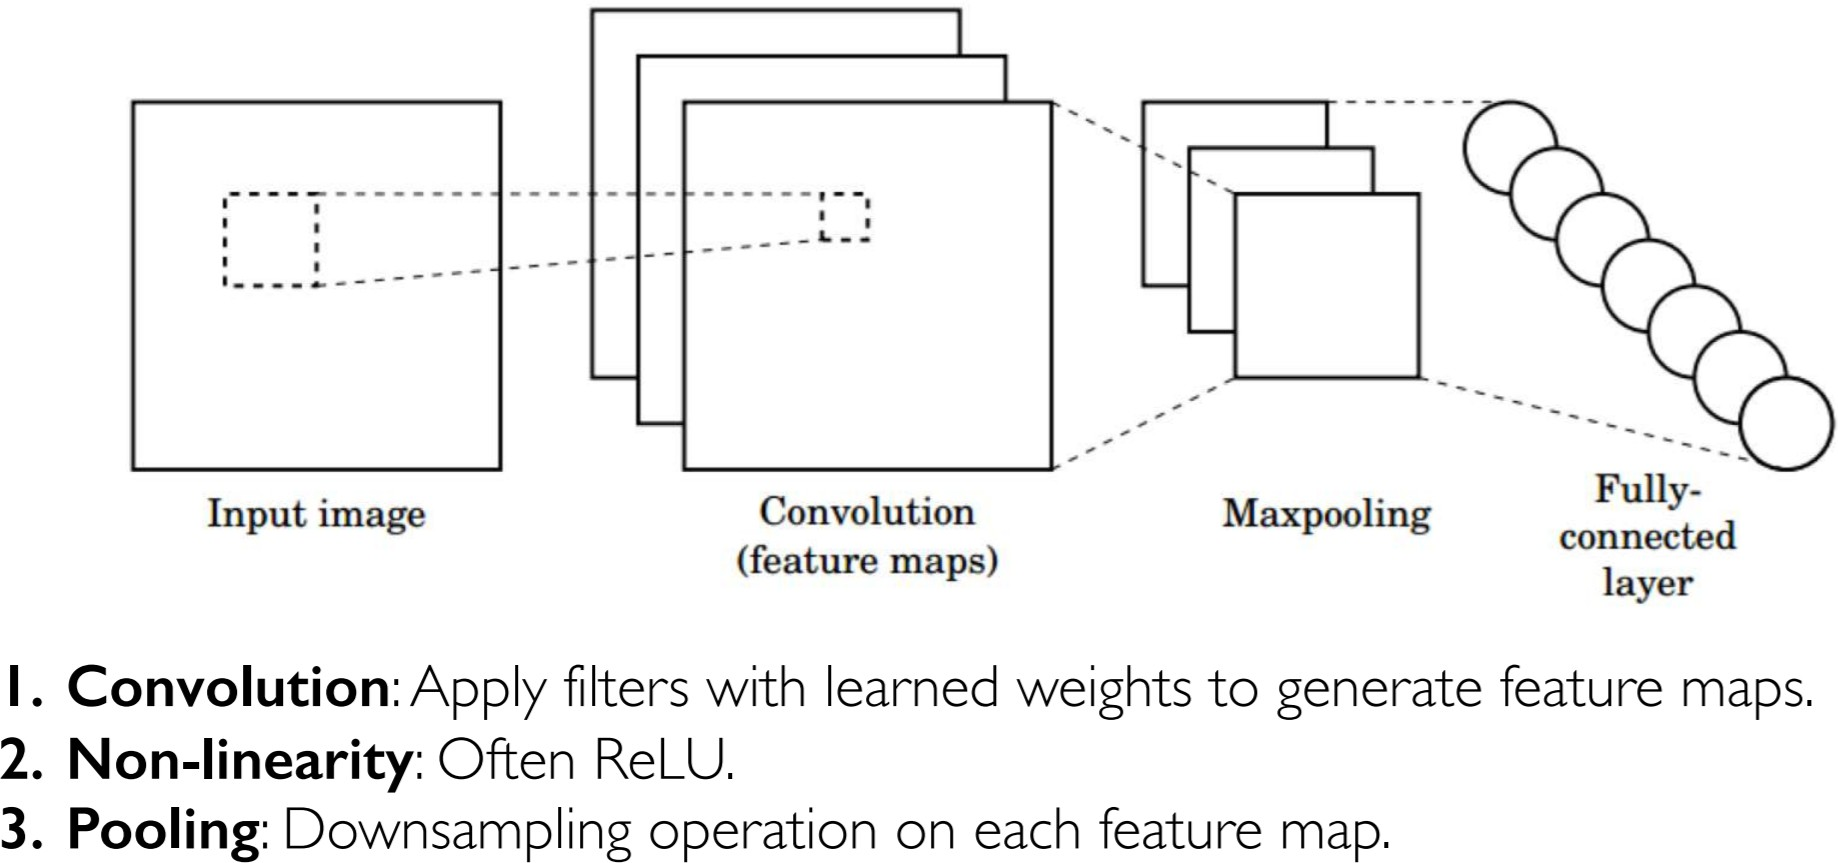 Input image
Convolution
(feature maps)
Maxpooling
Fully-
connected
layer
1. Convolution: Apply filters with learned weights to generate feature maps.
2. Non-linearity: Often ReLU.
3. Pooling: Downsampling operation on each feature map.